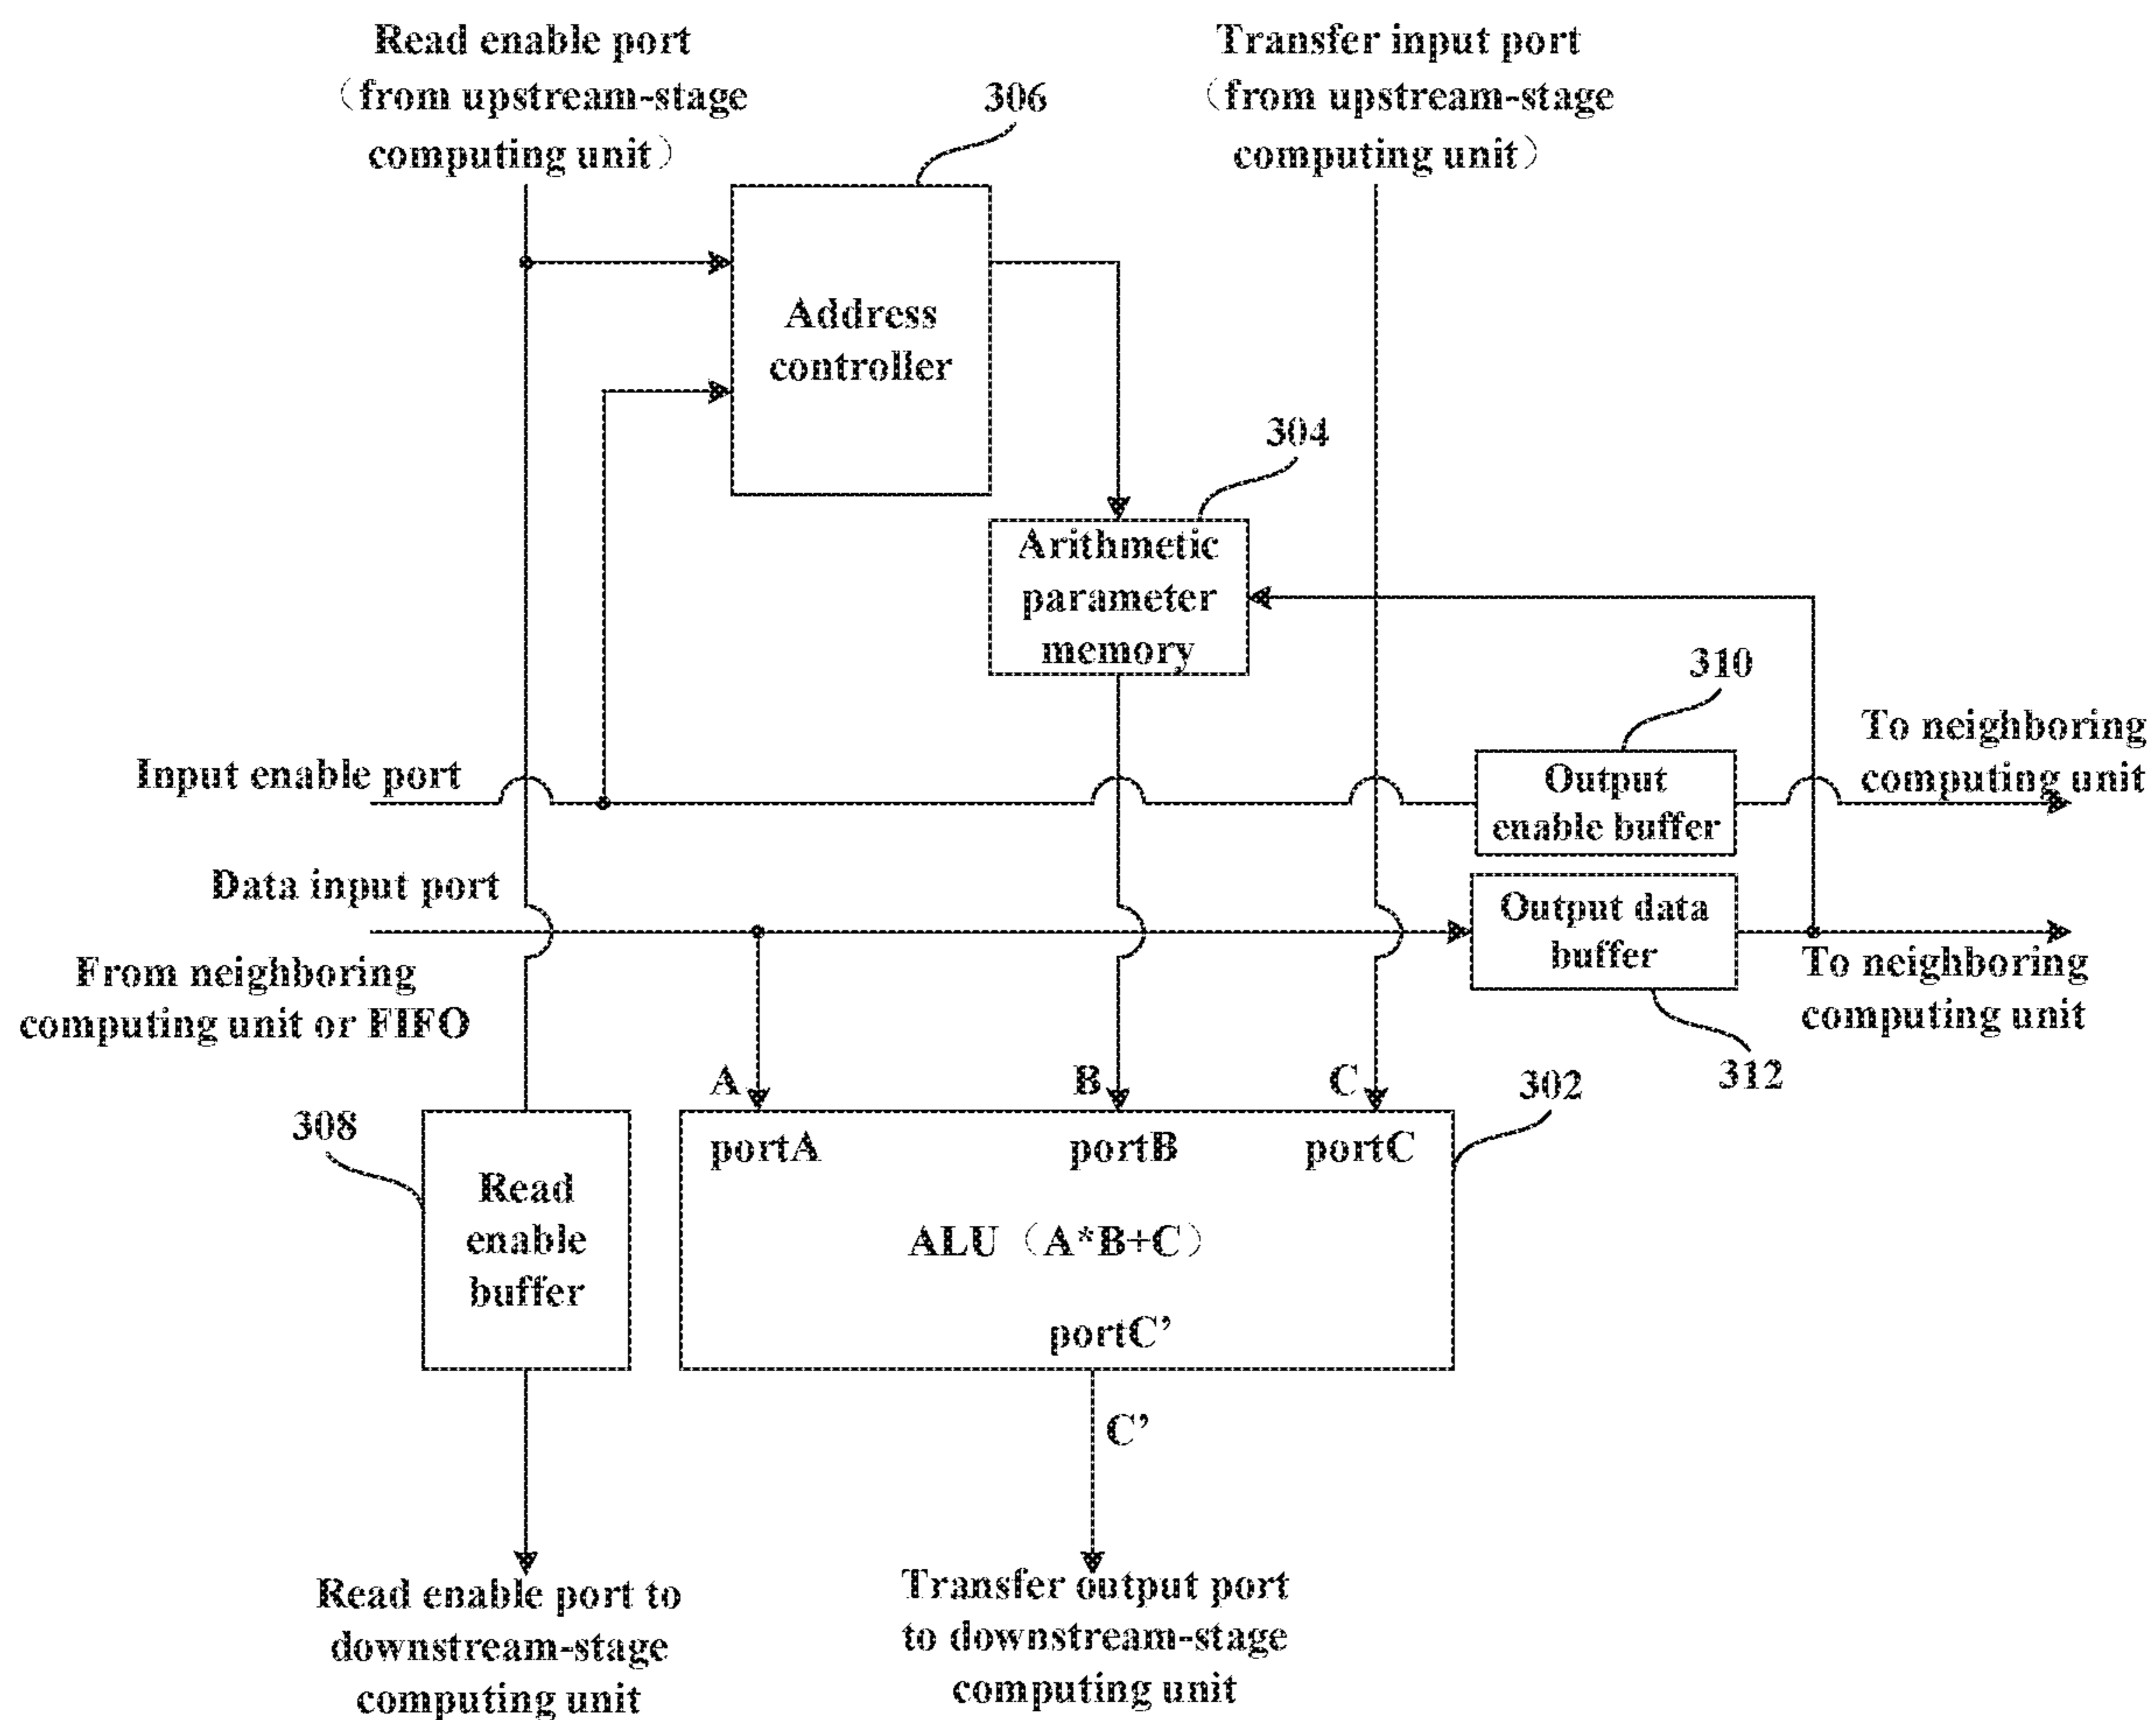 Read enable port
（from upstream-stage
computing unit）
Transfer input port
（from upstream-stage
computing unit）
306
Address
controller
304
Arithmetic
parameter
memory
310
To neighboring
computing unit
Input enable port
Output
enable buffer
Data input port
Output data
buffer
From neighboring
computing unit or FIFO
To neighboring
computing unit
312
A
B
C
302
308
portA
portB
portC
Read
enable
buffer
ALU（A*B+C）
portC’
C’
Read enable port to
downstream-stage
computing unit
Transfer output port
to downstream-stage
computing unit